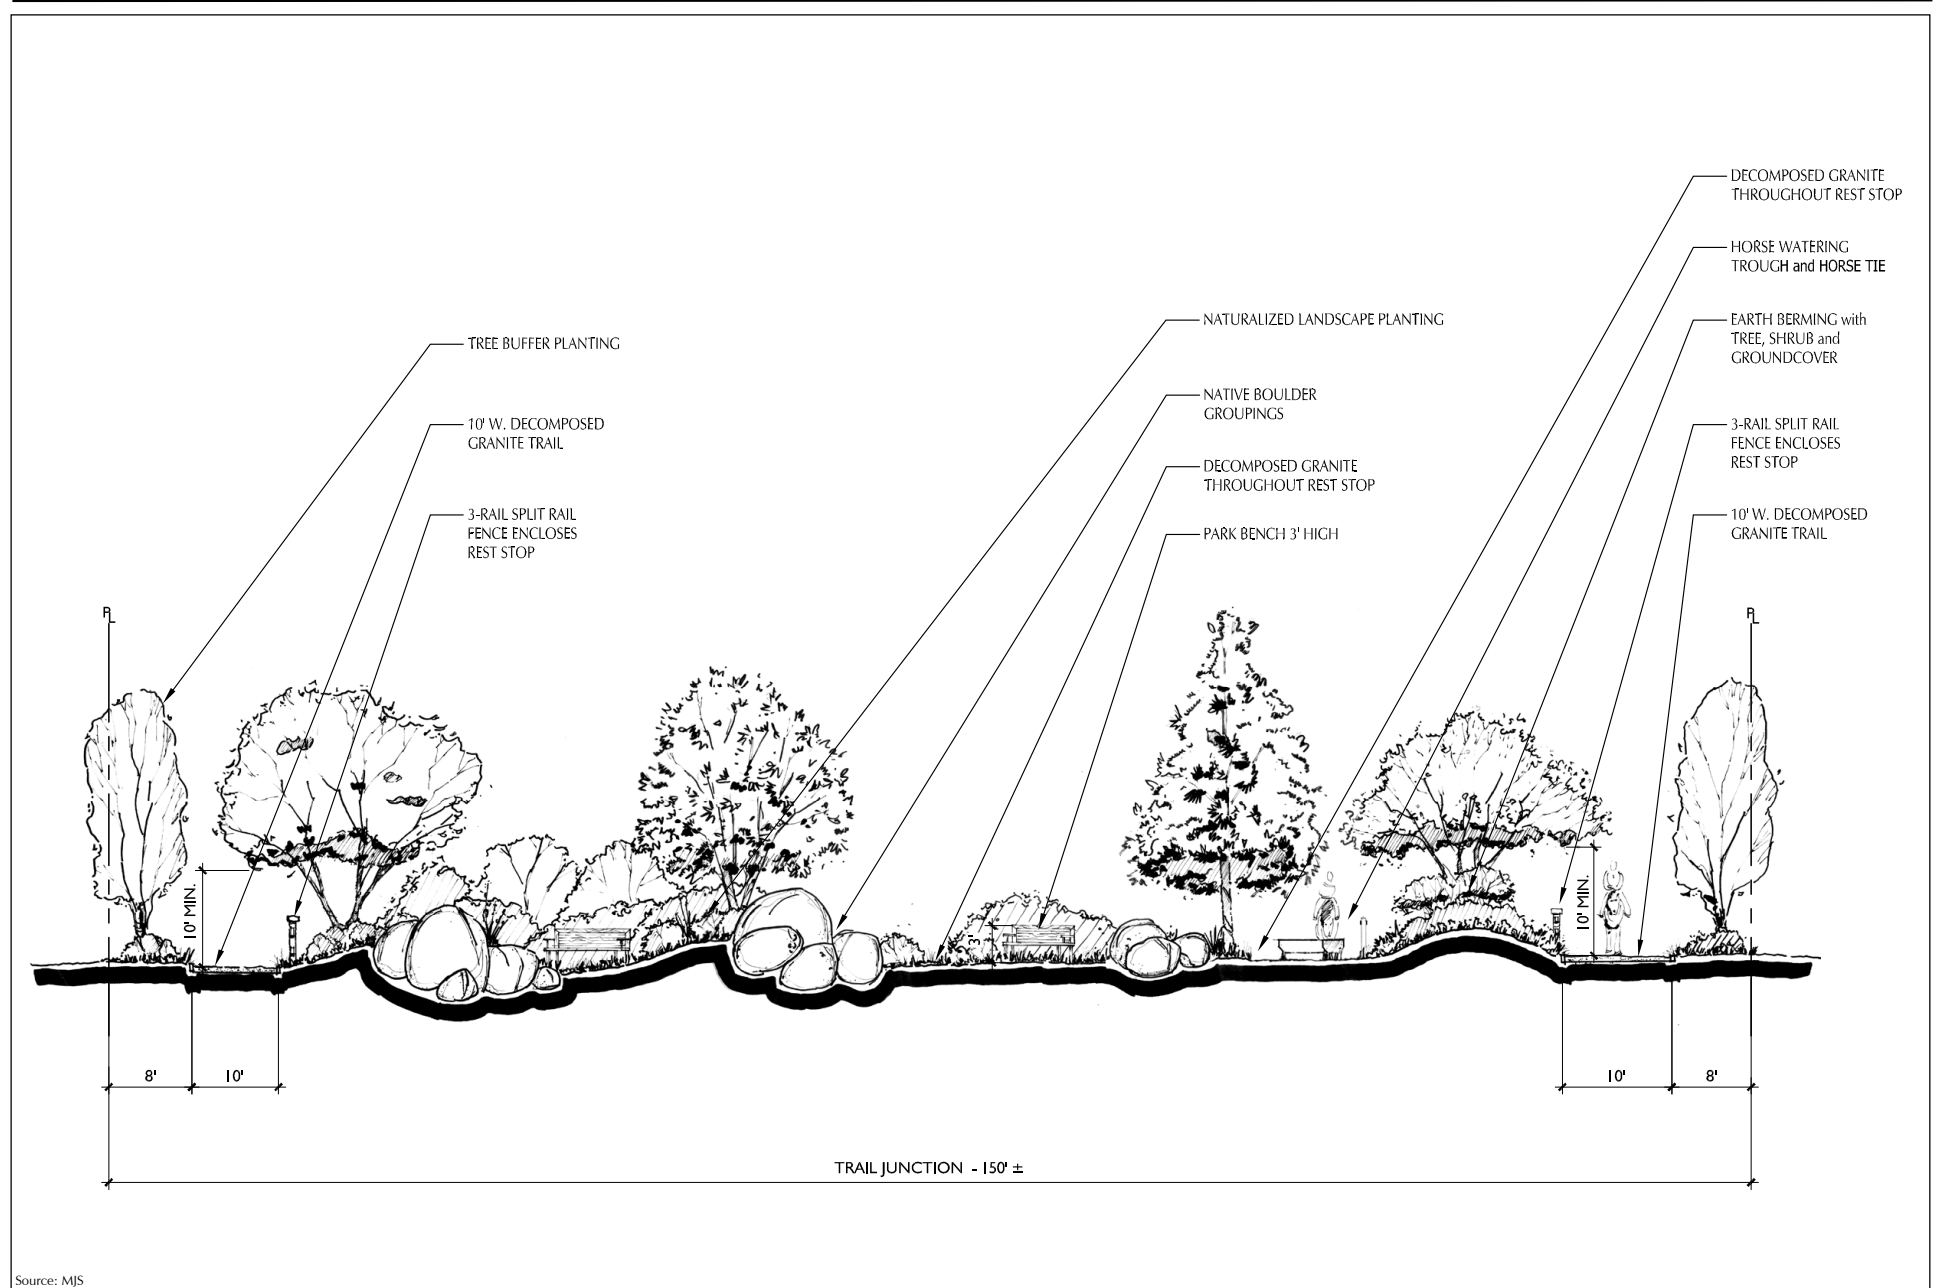 DECOMPOSED GRANITE
THROUGHOUT REST STOP
HORSE WATERING
TROUGH and HORSE TIE
NATURALIZED LANDSCAPE PLANTING
EARTH BERMING with
TREE, SHRUB and
GROUNDCOVER
TREE BUFFER PLANTING
NATIVE BOULDER
GROUPINGS
10' W. DECOMPOSED
GRANITE TRAIL
3-RAIL SPLIT RAIL
FENCE ENCLOSES
REST STOP
DECOMPOSED GRANITE
THROUGHOUT REST STOP
3-RAIL SPLIT RAIL
FENCE ENCLOSES
REST STOP
PARK BENCH 3' HIGH
10' W. DECOMPOSED
GRANITE TRAIL
PL
PL
10' MIN.
3'
10' MIN.
8'
10'
10'
8'
TRAIL JUNCTION - 150' ±
Source: MJS